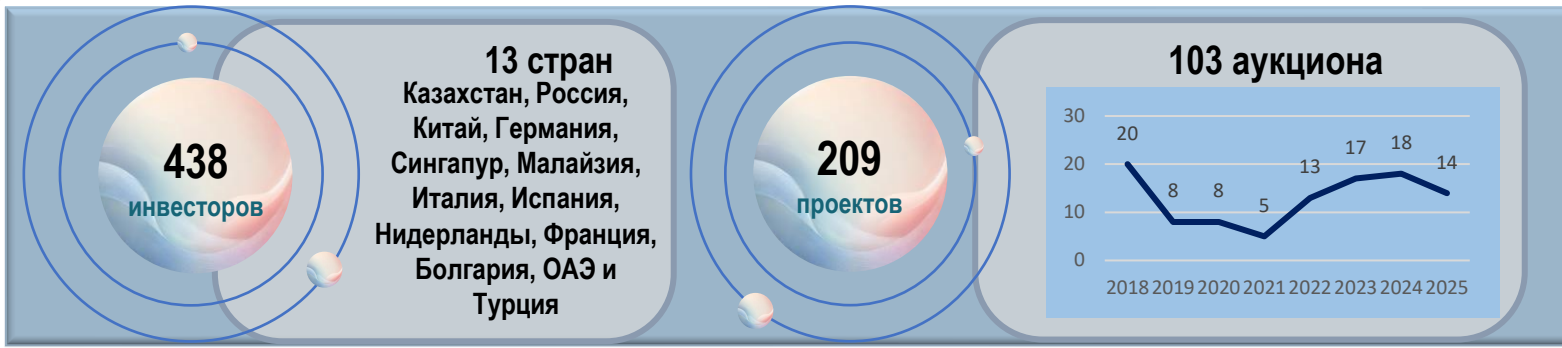 438
инвесторов
13 стран
Казахстан, Россия,
Китай, Германия,
Сингапур, Малайзия,
Италия, Испания,
Нидерланды, Франция,
Болгария, ОАЭ и
Турция
209
проектов
103 аукциона
30
20
10
0
20
8
8
5
13
17
18
14
2018 2019 2020 2021 2022 2023 2024 2025